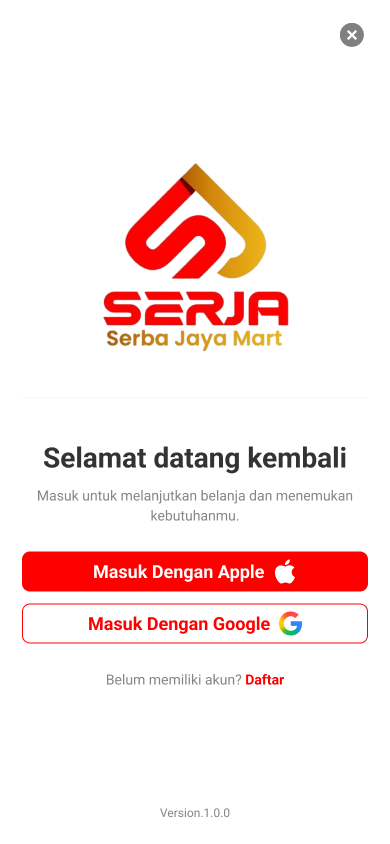 SERJA
Serba Jaya Mart
Selamat datang kembali
Masuk untuk melanjutkan belanja dan menemukan
kebutuhanmu.
Masuk Dengan Apple
Masuk Dengan Google
Belum memiliki akun? Daftar
Version.1.0.0